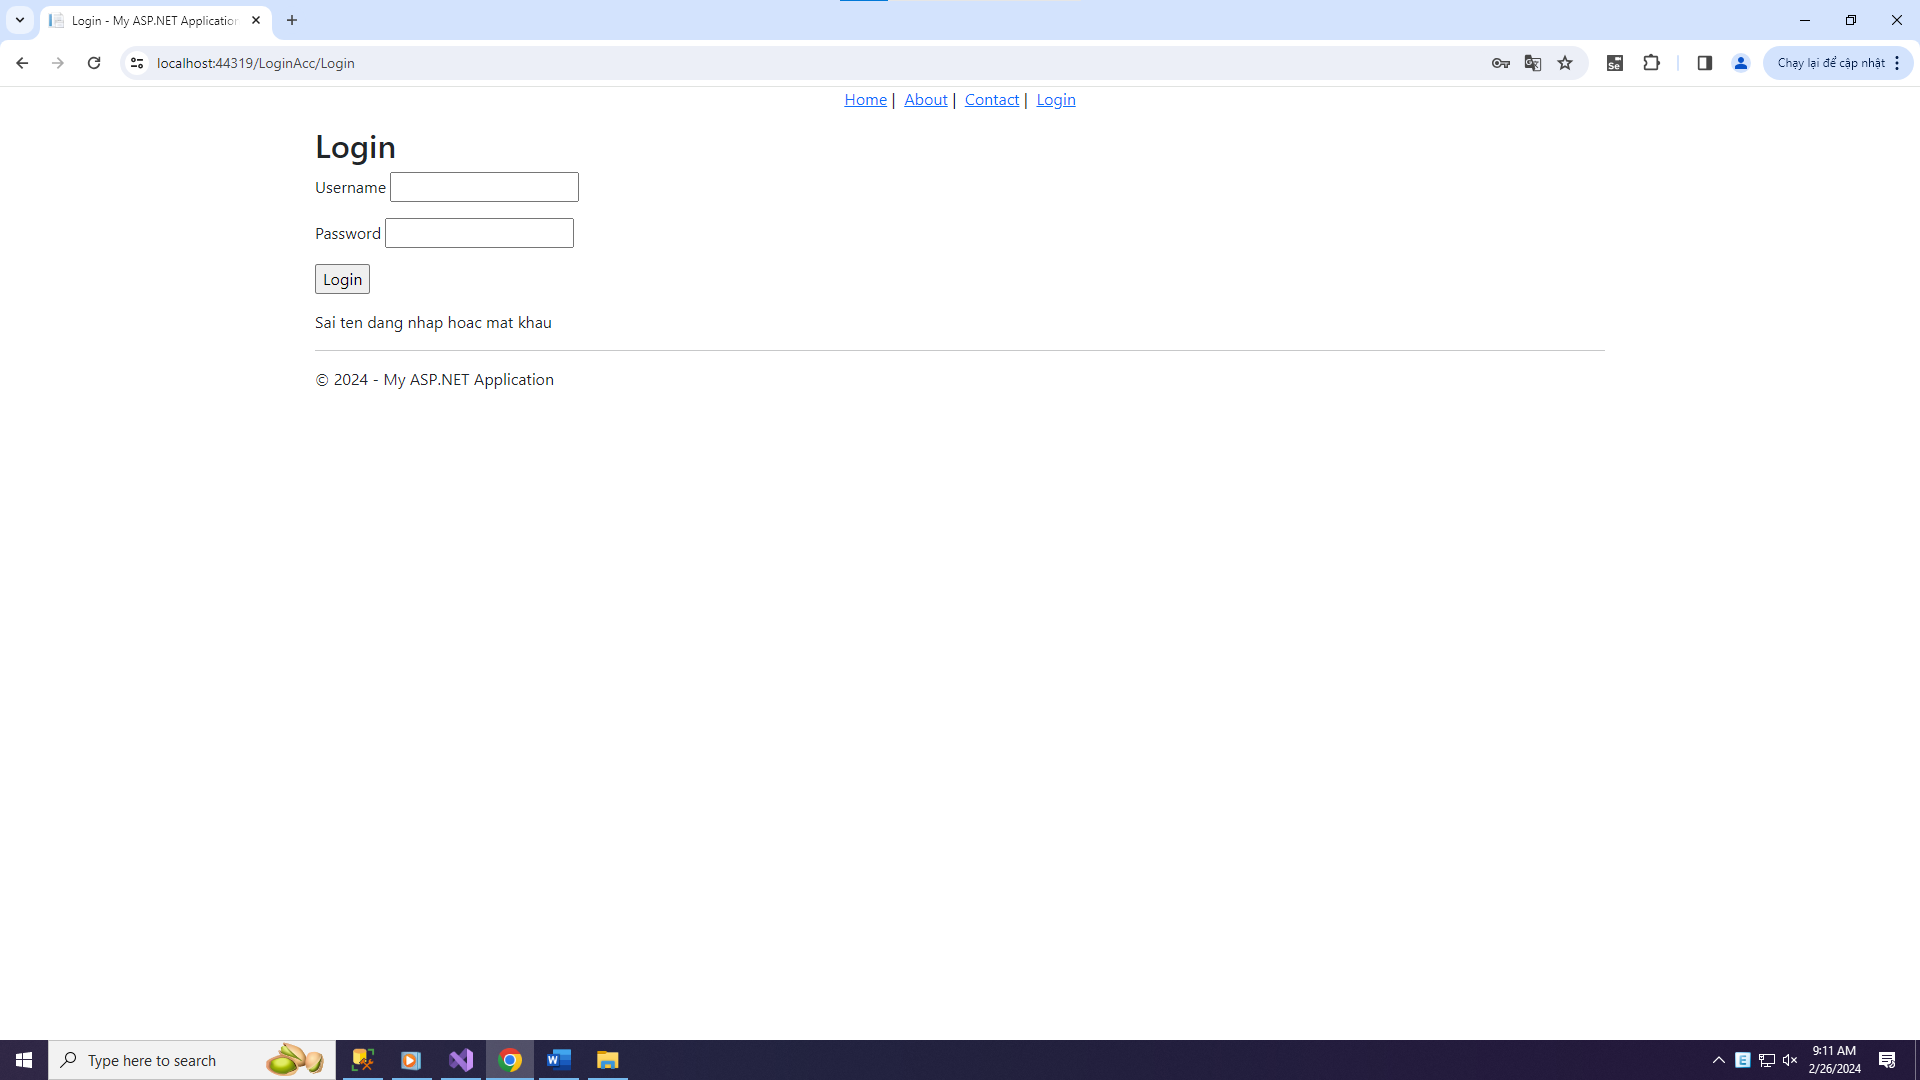 Login - My ASP.NET Application
localhost:44319/LoginAcc/Login
Chạy lại để cập nhật
Home | About | Contact | Login
Login
Username
Password
Login
Sai ten dang nhap hoac mat khau
© 2024 - My ASP.NET Application
Type here to search
9:11 AM
2/26/2024